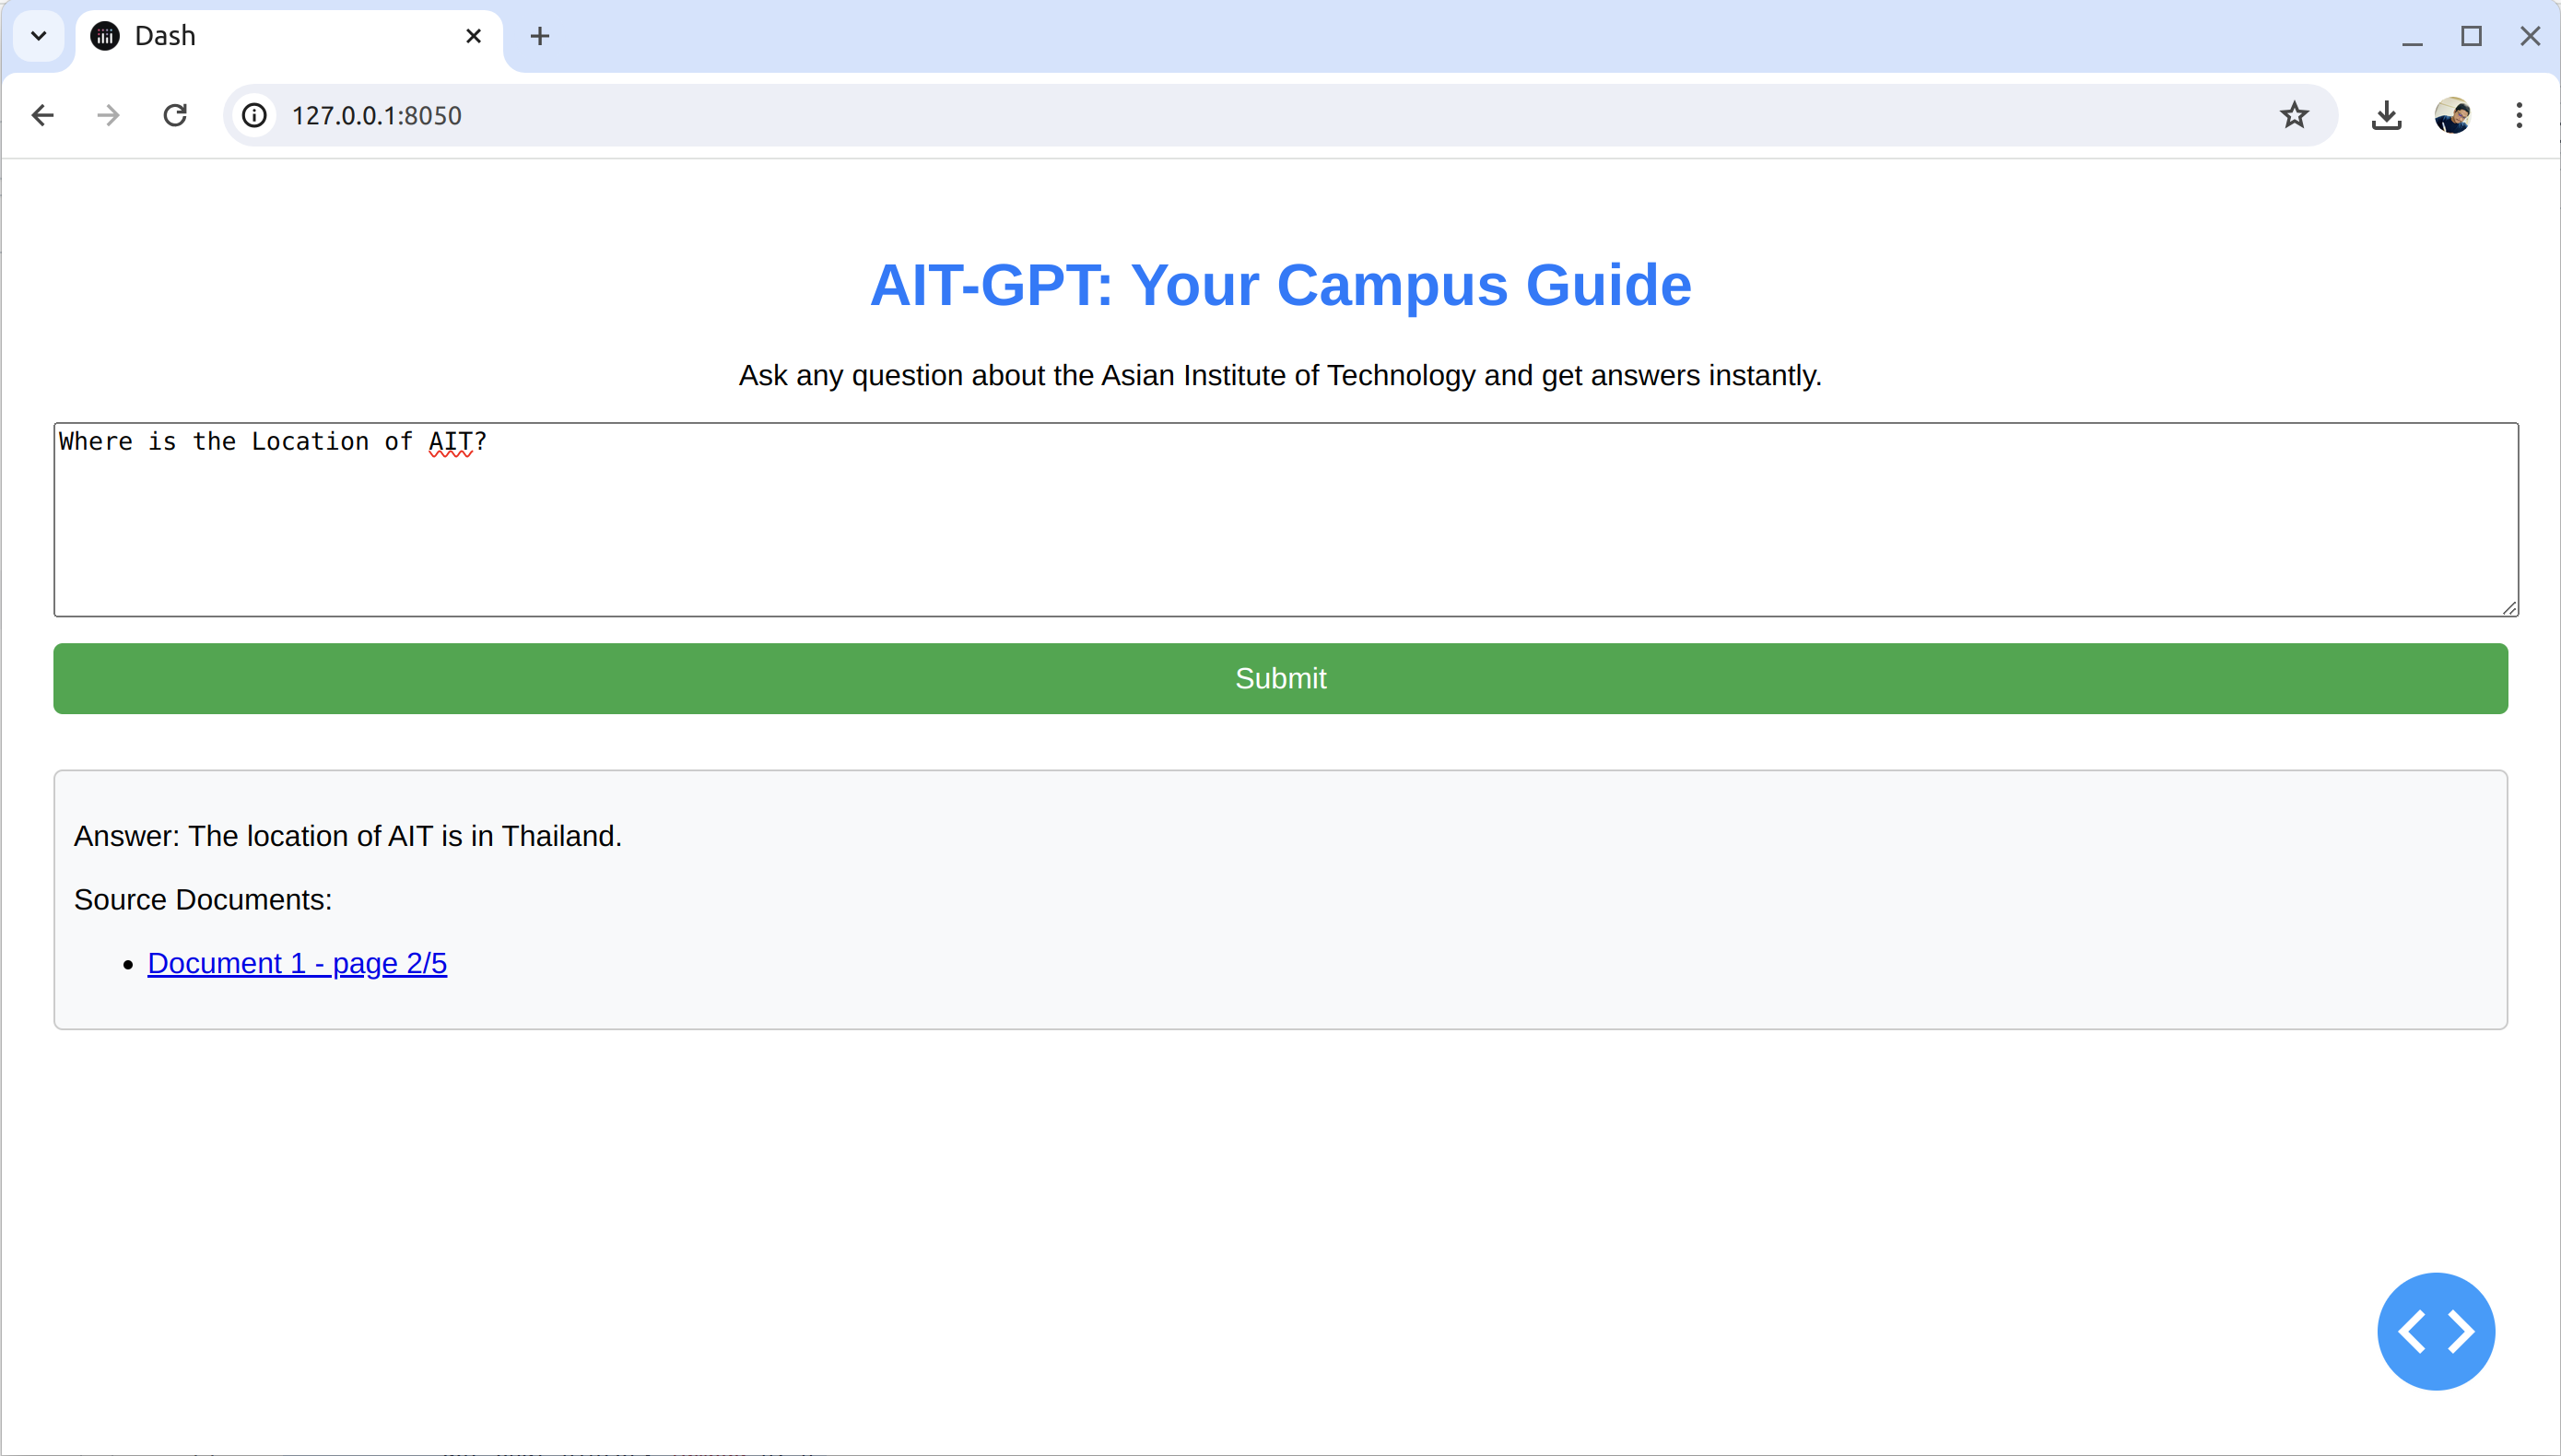 Dash
127.0.0.1:8050
AIT-GPT: Your Campus Guide
Ask any question about the Asian Institute of Technology and get answers instantly.
Where is the Location of AIT?
Submit
Answer: The location of AIT is in Thailand.
Source Documents:
Document 1 - page 2/5